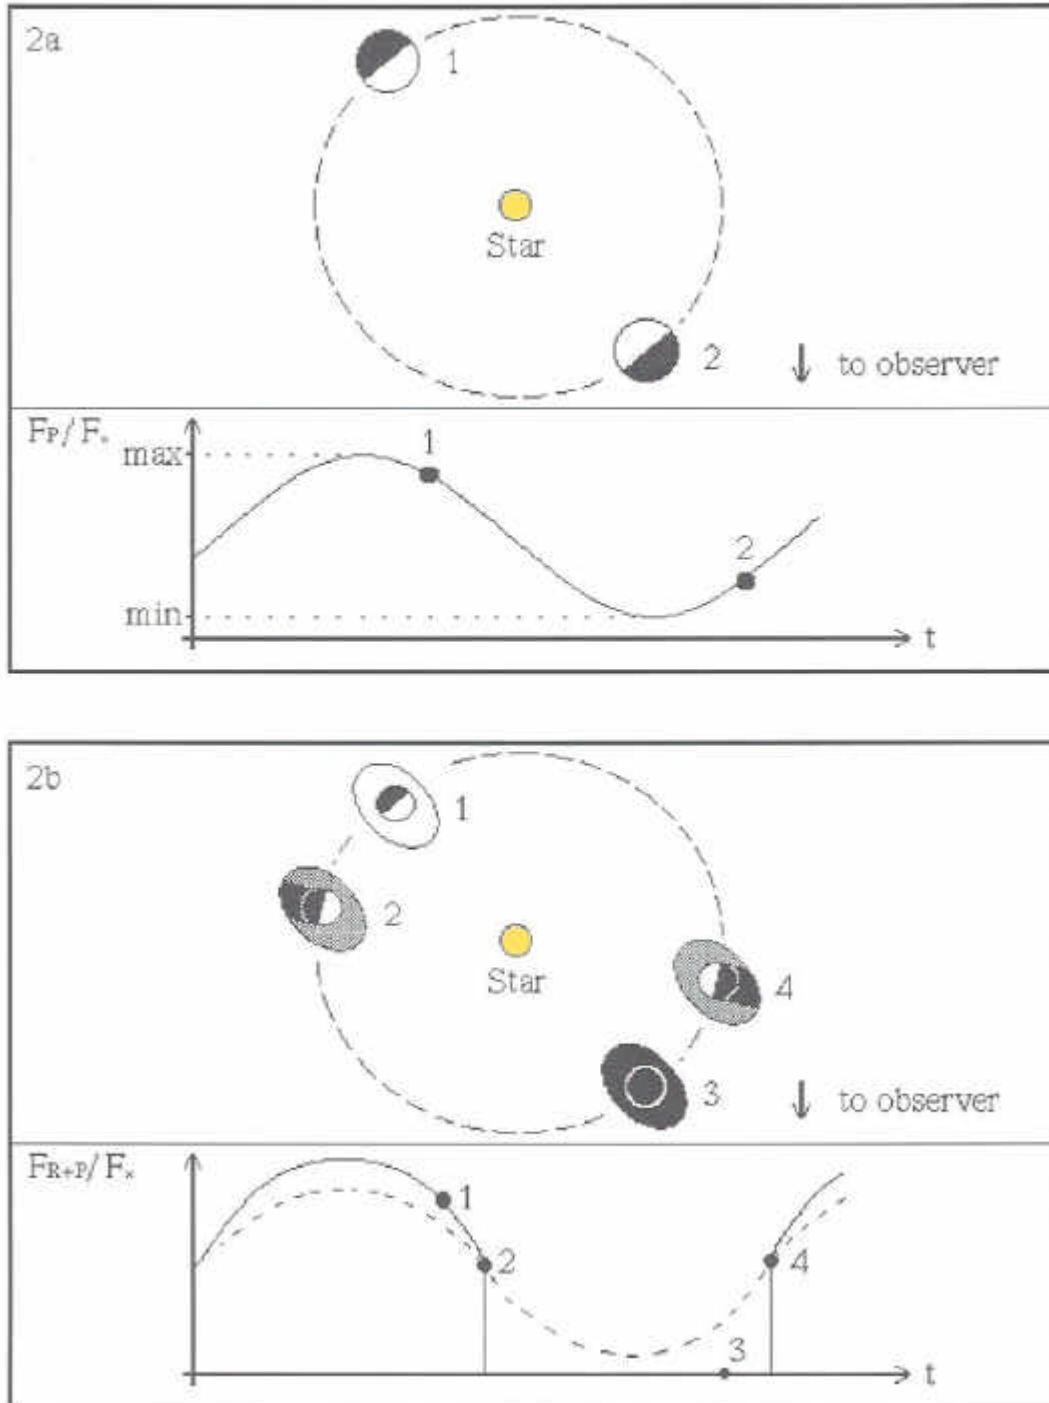 2a
1
Star
2
to observer
FP/F*
max
1
2
min
t
2b
1
2
Star
4
3
to observer
FR+P/F*
1
2
4
3
t